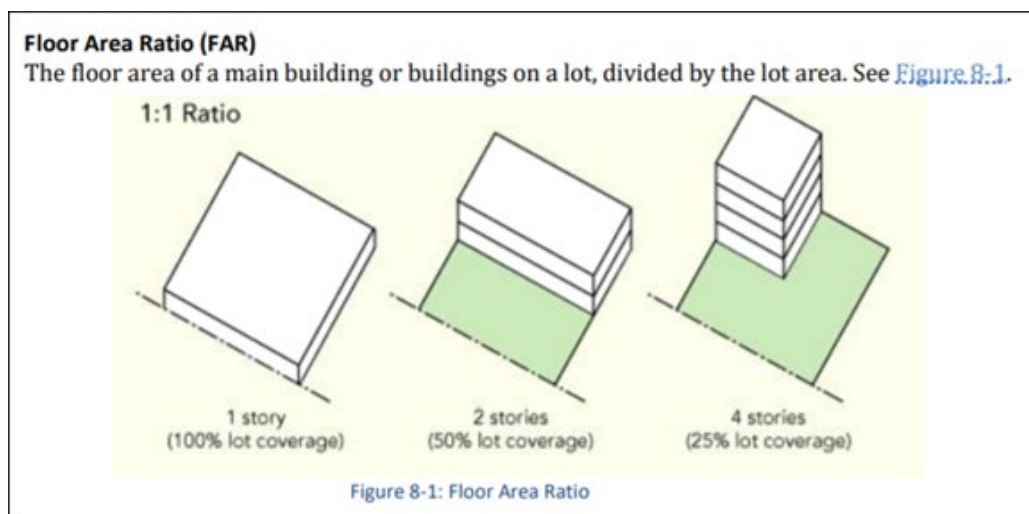 Floor Area Ratio (FAR)
The floor area of a main building or buildings on a lot, divided by the lot area. See Figure 8-1.
1:1 Ratio
1 story
(100% lot coverage)
2 stories
(50% lot coverage)
4 stories
(25% lot coverage)
Figure 8-1: Floor Area Ratio